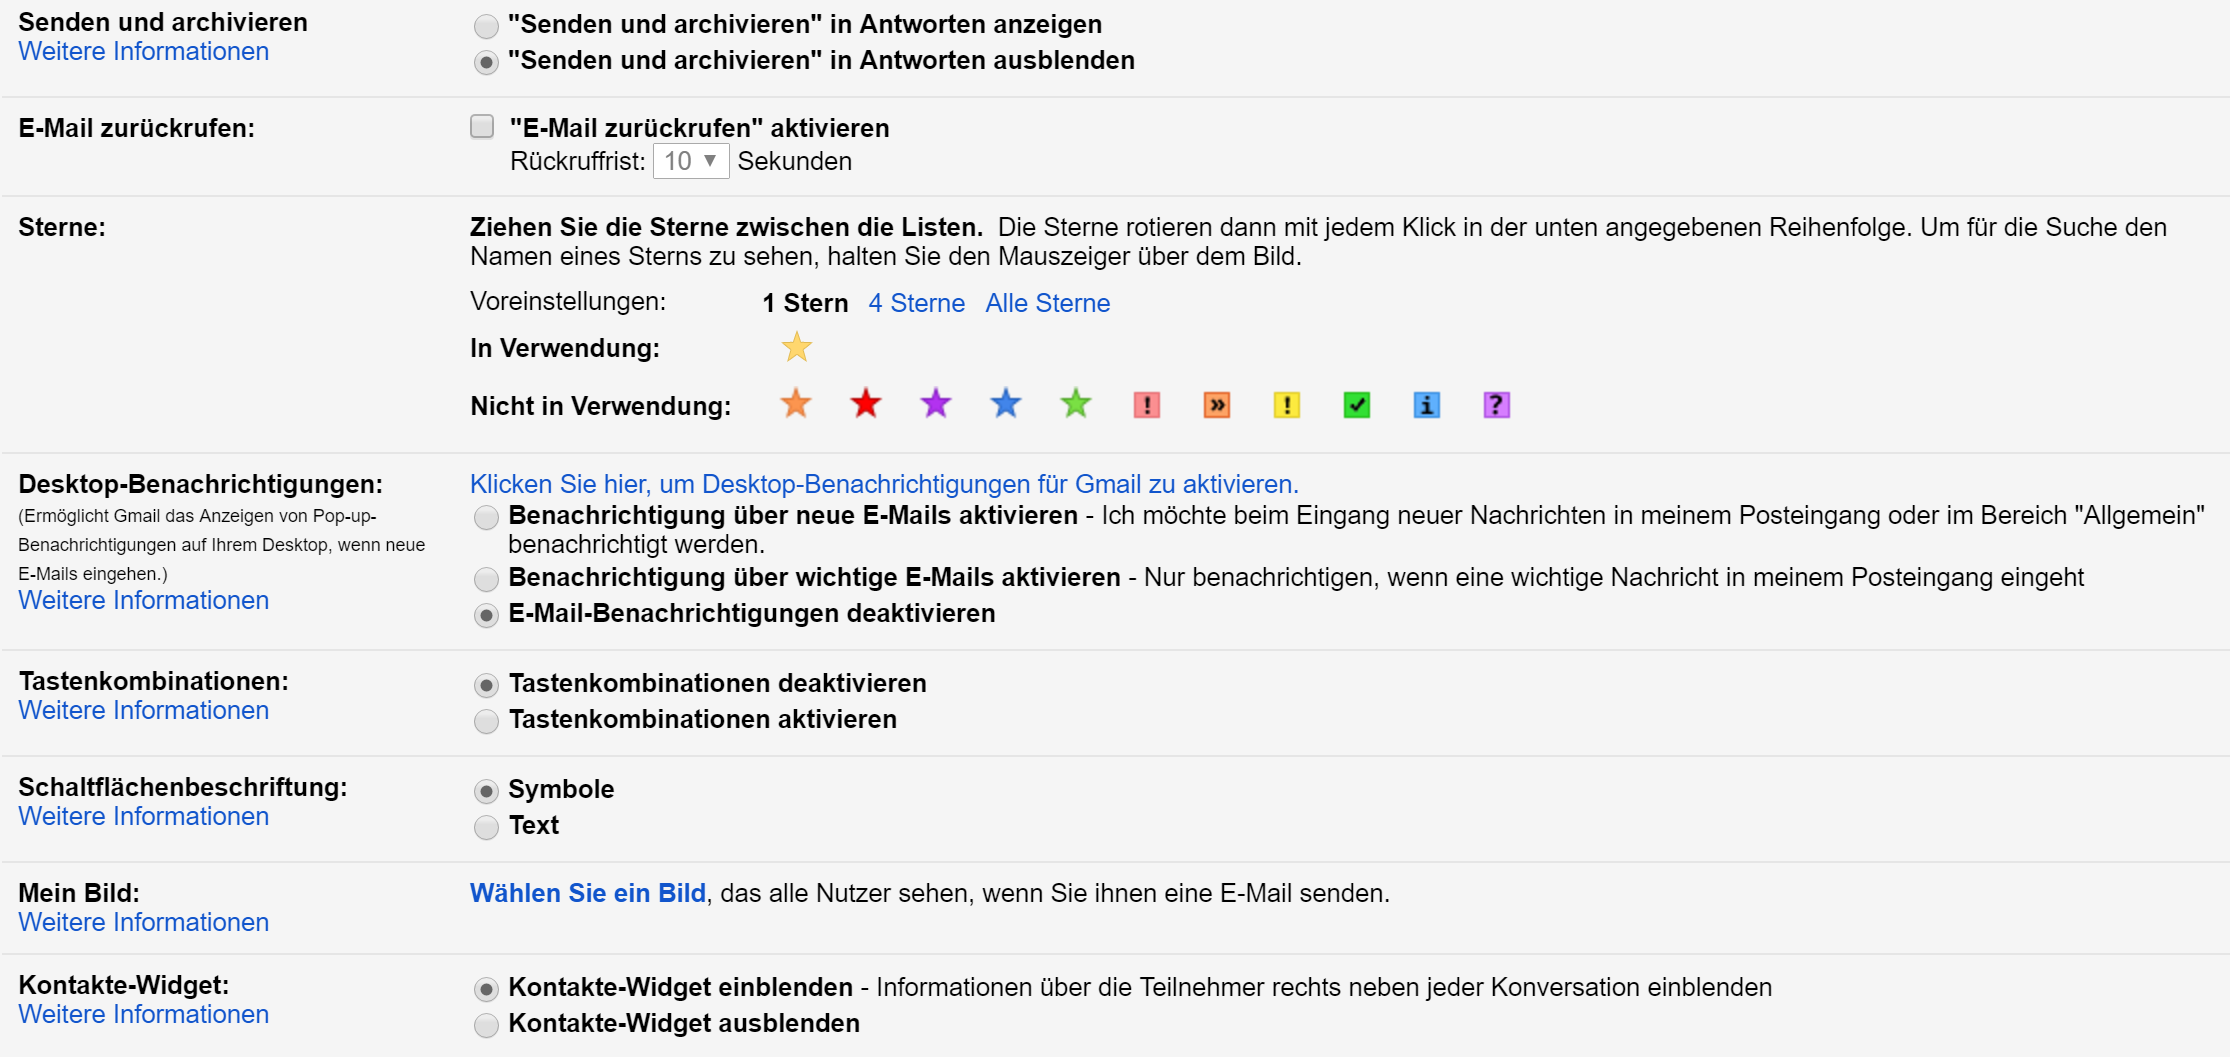 Senden und archivieren
Weitere Informationen
"Senden und archivieren" in Antworten anzeigen
"Senden und archivieren" in Antworten ausblenden
E-Mail zurückrufen:
"E-Mail zurückrufen" aktivieren
Rückruffrist: 10 Sekunden
Sterne:
Ziehen Sie die Sterne zwischen die Listen. Die Sterne rotieren dann mit jedem Klick in der unten angegebenen Reihenfolge. Um für die Suche den
Namen eines Sterns zu sehen, halten Sie den Mauszeiger über dem Bild.
Voreinstellungen: 1 Stern 4 Sterne Alle Sterne
In Verwendung:
Nicht in Verwendung: ! » ! ✓ i ?
Desktop-Benachrichtigungen:
(Ermöglicht Gmail das Anzeigen von Pop-up-
Benachrichtigungen auf Ihrem Desktop, wenn neue
E-Mails eingehen.)
Weitere Informationen
Klicken Sie hier, um Desktop-Benachrichtigungen für Gmail zu aktivieren.
Benachrichtigung über neue E-Mails aktivieren - Ich möchte beim Eingang neuer Nachrichten in meinem Posteingang oder im Bereich "Allgemein"
benachrichtigt werden.
Benachrichtigung über wichtige E-Mails aktivieren - Nur benachrichtigen, wenn eine wichtige Nachricht in meinem Posteingang eingeht
E-Mail-Benachrichtigungen deaktivieren
Tastenkombinationen:
Weitere Informationen
Tastenkombinationen deaktivieren
Tastenkombinationen aktivieren
Schaltflächenbeschriftung:
Weitere Informationen
Symbole
Text
Mein Bild:
Weitere Informationen
Wählen Sie ein Bild, das alle Nutzer sehen, wenn Sie ihnen eine E-Mail senden.
Kontakte-Widget:
Weitere Informationen
Kontakte-Widget einblenden - Informationen über die Teilnehmer rechts neben jeder Konversation einblenden
Kontakte-Widget ausblenden